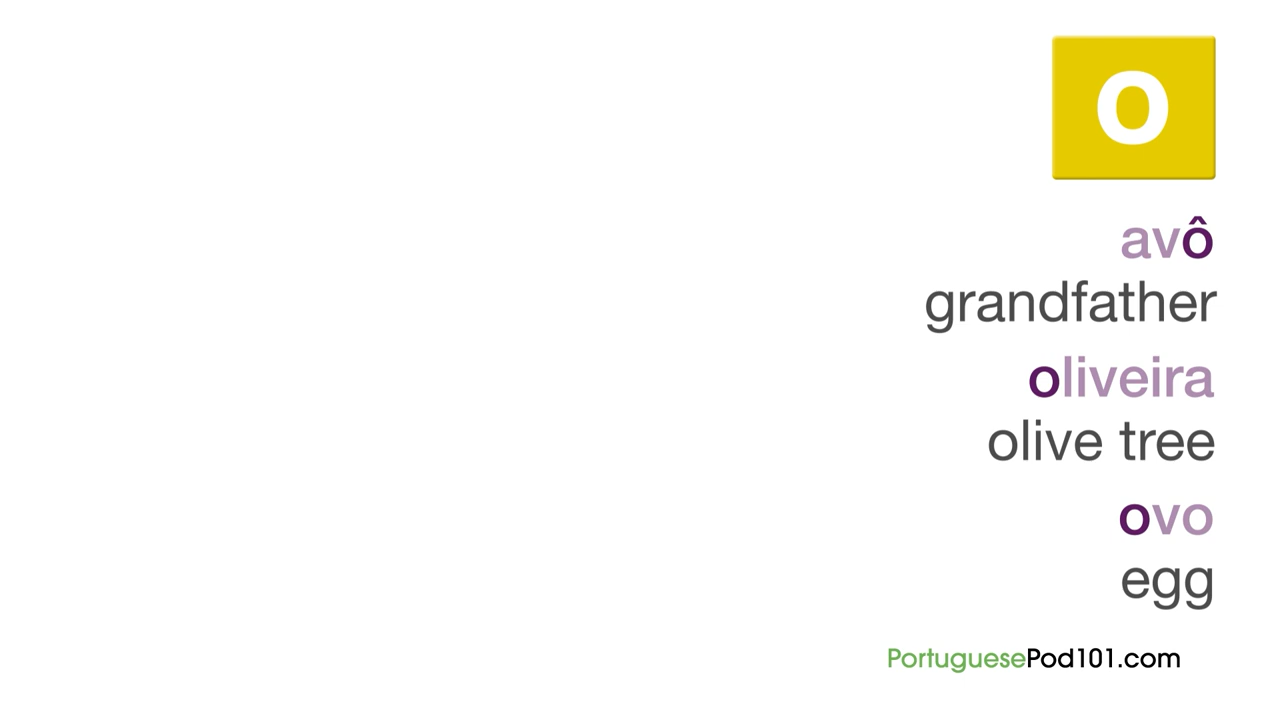 o
avô
grandfather
oliveira
olive tree
ovo
egg
PortuguesePod101.com